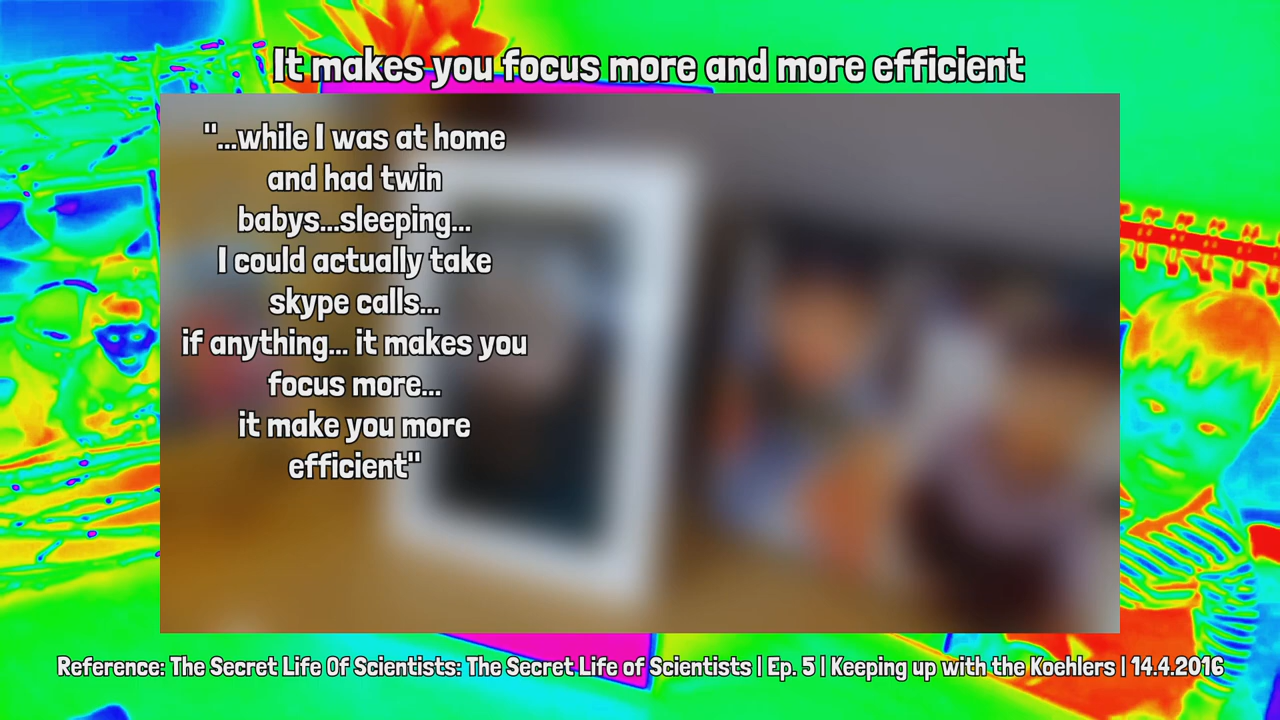 It makes you focus more and more efficient
"...while I was at home
and had twin
babys...sleeping...
I could actually take
skype calls...
if anything... it makes you
focus more...
it make you more
efficient"
Reference: The Secret Life Of Scientists: The Secret Life of Scientists | Ep. 5 | Keeping up with the Koehlers | 14.4.2016